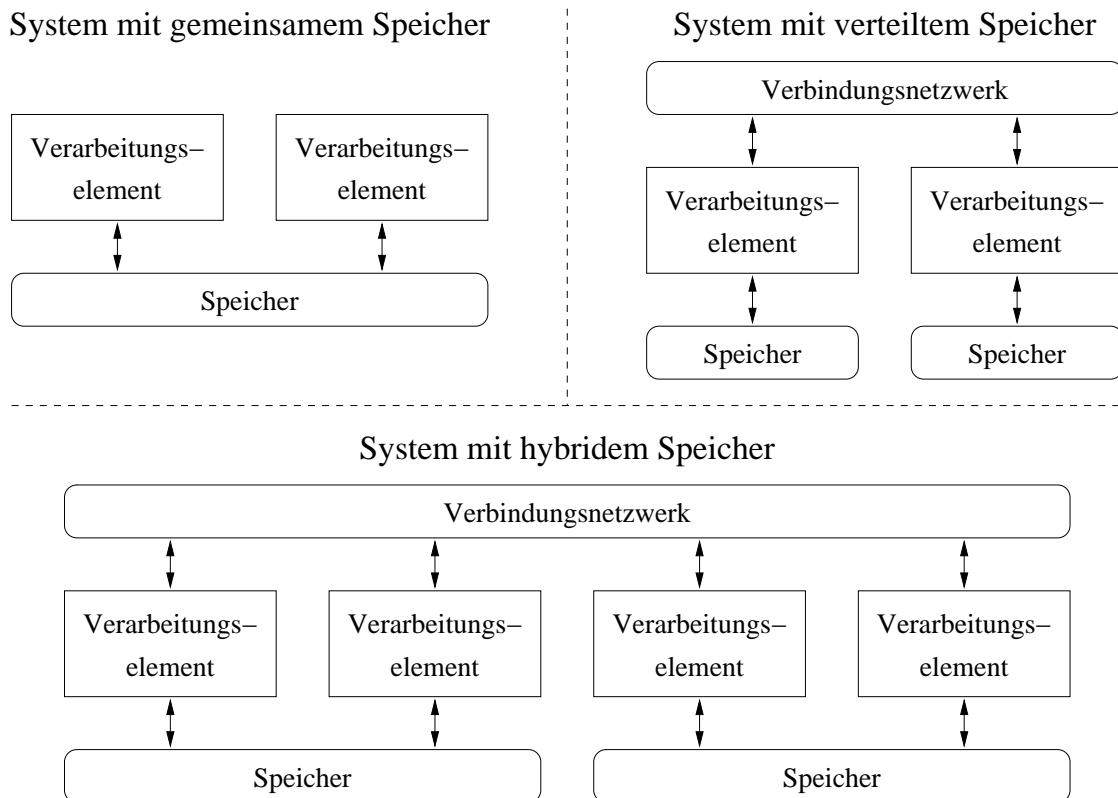 System mit gemeinsamem Speicher
Verarbeitungs–
element
Verarbeitungs–
element
Speicher
System mit verteiltem Speicher
Verbindungsnetzwerk
Verarbeitungs–
element
Verarbeitungs–
element
Speicher
Speicher
System mit hybridem Speicher
Verbindungsnetzwerk
Verarbeitungs–
element
Verarbeitungs–
element
Verarbeitungs–
element
Verarbeitungs–
element
Speicher
Speicher